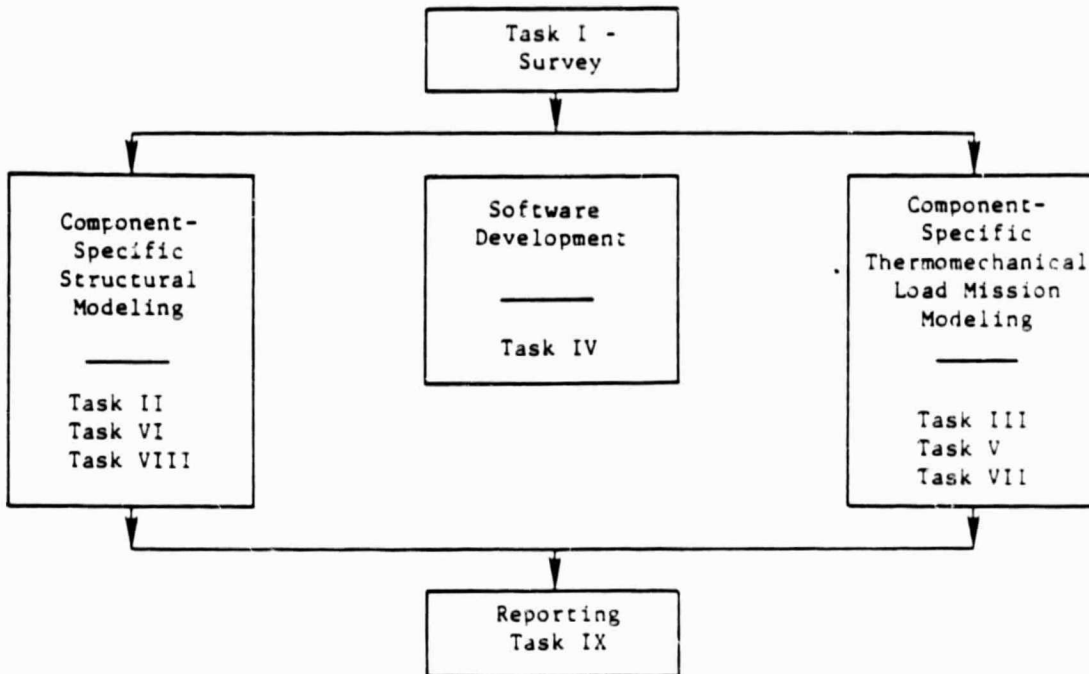 Task I -
Survey
Component-
Specific
Structural
Modeling
Task II
Task VI
Task VIII
Software
Development
Task IV
Component-
Specific
Thermomechanical
Load Mission
Modeling
Task III
Task V
Task VII
Reporting
Task IX